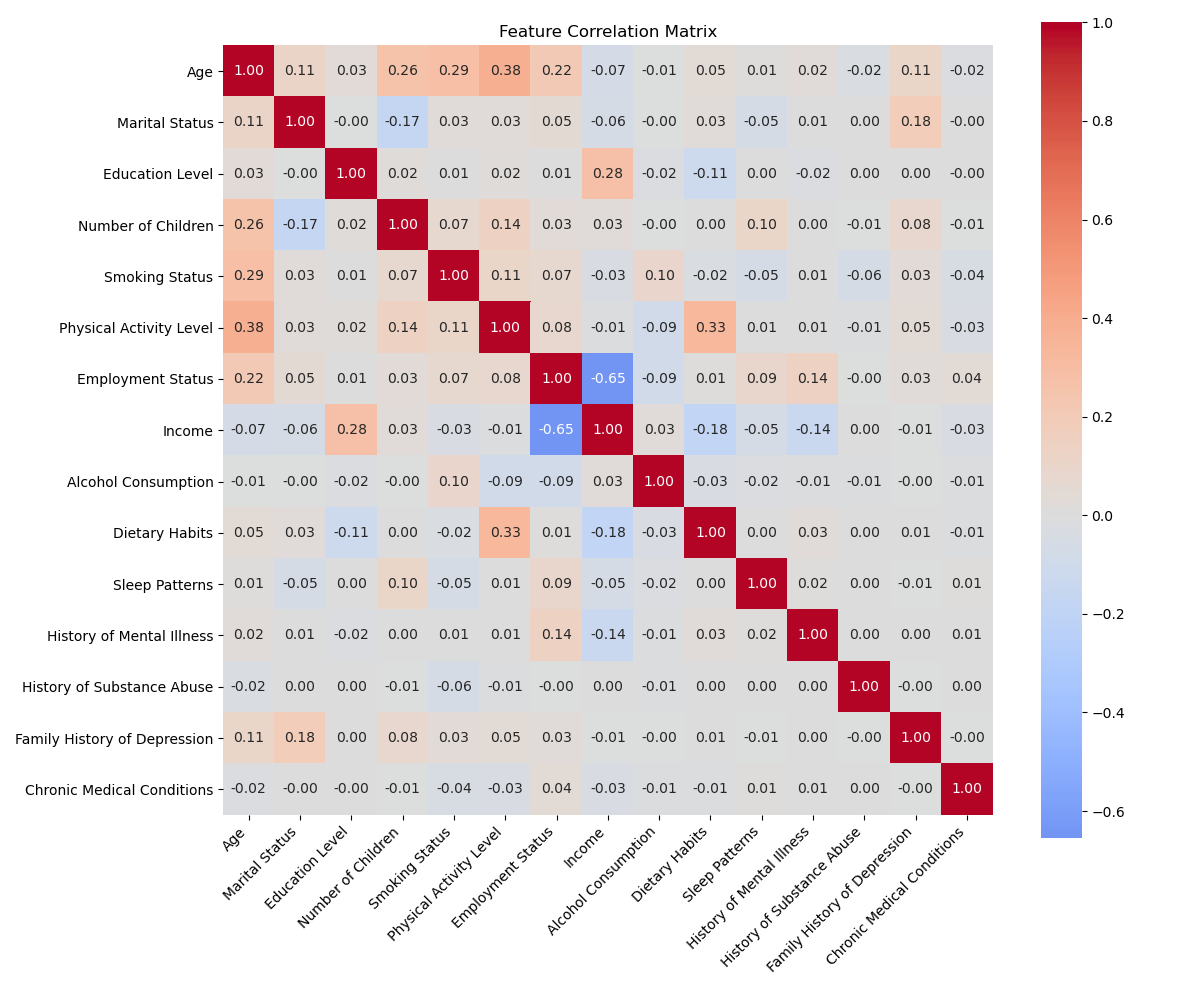 Feature Correlation Matrix
Age 1.00 0.11 0.03 0.26 0.29 0.38 0.22 -0.07 -0.01 0.05 0.01 0.02 -0.02 0.11 -0.02
Marital Status 0.11 1.00 -0.00 -0.17 0.03 0.03 0.05 -0.06 -0.00 0.03 -0.05 0.01 0.00 0.18 -0.00
Education Level 0.03 -0.00 1.00 0.02 0.01 0.02 0.01 0.28 -0.02 -0.11 0.00 -0.02 0.00 0.00 -0.00
Number of Children 0.26 -0.17 0.02 1.00 0.07 0.14 0.03 0.03 -0.00 0.00 0.10 0.00 -0.01 0.08 -0.01
Smoking Status 0.29 0.03 0.01 0.07 1.00 0.11 0.07 -0.03 0.10 -0.02 -0.05 0.01 -0.06 0.03 -0.04
Physical Activity Level 0.38 0.03 0.02 0.14 0.11 1.00 0.08 -0.01 -0.09 0.33 0.01 0.01 -0.01 0.05 -0.03
Employment Status 0.22 0.05 0.01 0.03 0.07 0.08 1.00 -0.65 -0.09 0.01 0.09 0.14 -0.00 0.03 0.04
Income -0.07 -0.06 0.28 0.03 -0.03 -0.01 -0.65 1.00 0.03 -0.18 -0.05 -0.14 0.00 -0.01 -0.03
Alcohol Consumption -0.01 -0.00 -0.02 -0.00 0.10 -0.09 -0.09 0.03 1.00 -0.03 -0.02 -0.01 -0.01 -0.00 -0.01
Dietary Habits 0.05 0.03 -0.11 0.00 -0.02 0.33 0.01 -0.18 -0.03 1.00 0.00 0.03 0.00 0.01 -0.01
Sleep Patterns 0.01 -0.05 0.00 0.10 -0.05 0.01 0.09 -0.05 -0.02 0.00 1.00 0.02 0.00 -0.01 0.01
History of Mental Illness 0.02 0.01 -0.02 0.00 0.01 0.01 0.14 -0.14 -0.01 0.03 0.02 1.00 0.00 0.00 0.01
History of Substance Abuse -0.02 0.00 0.00 -0.01 -0.06 -0.01 -0.00 0.00 -0.01 0.00 0.00 0.00 1.00 -0.00 0.00
Family History of Depression 0.11 0.18 0.00 0.08 0.03 0.05 0.03 -0.01 -0.00 0.01 -0.01 0.00 -0.00 1.00 -0.00
Chronic Medical Conditions -0.02 -0.00 -0.00 -0.01 -0.04 -0.03 0.04 -0.03 -0.01 -0.01 0.01 0.01 0.00 -0.00 1.00
Age
Marital Status
Education Level
Number of Children
Smoking Status
Physical Activity Level
Employment Status
Income
Alcohol Consumption
Dietary Habits
Sleep Patterns
History of Mental Illness
History of Substance Abuse
Family History of Depression
Chronic Medical Conditions
1.0
0.8
0.6
0.4
0.2
0.0
−0.2
−0.4
−0.6